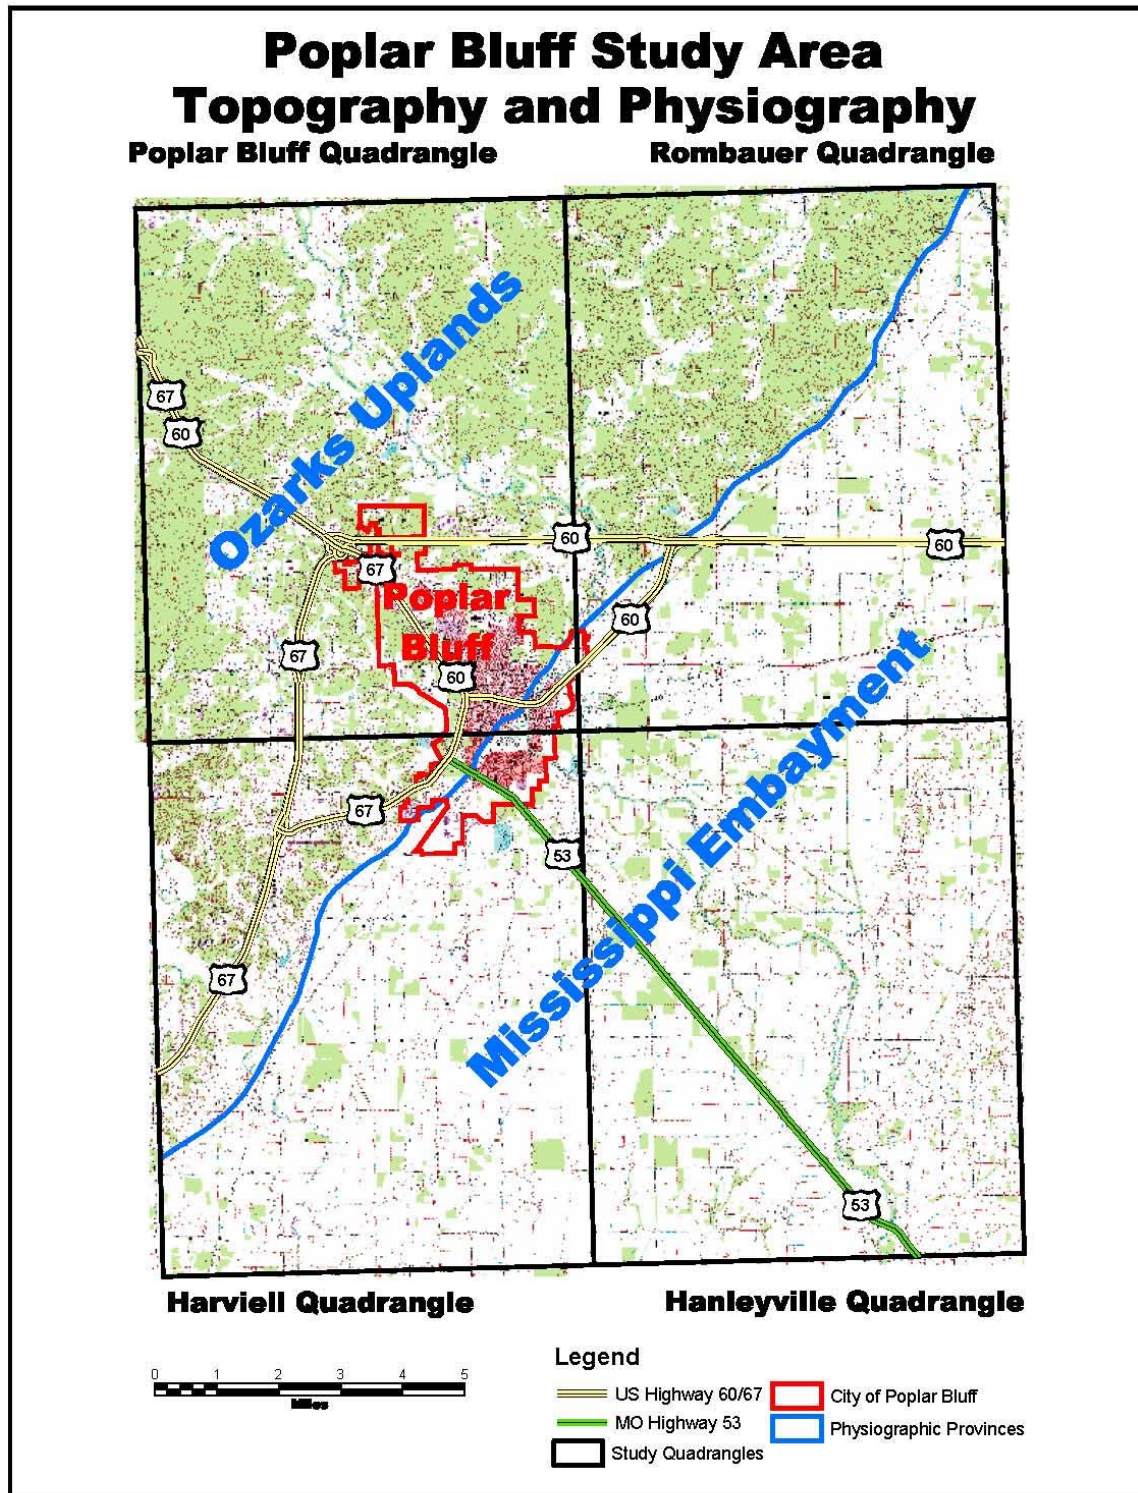 Poplar Bluff Study Area
Topography and Physiography
Poplar Bluff Quadrangle
Rombauer Quadrangle
Ozarks Uplands
67
60
60
60
67
Poplar
Bluff
60
67
60
Mississippi Embayment
67
53
67
53
Harviell Quadrangle
Hanleyville Quadrangle
0 1 2 3 4 5
Miles
Legend
US Highway 60/67
City of Poplar Bluff
MO Highway 53
Physiographic Provinces
Study Quadrangles